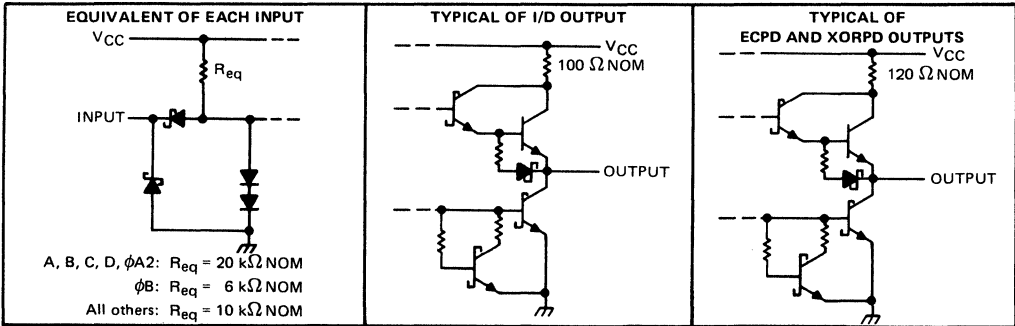 EQUIVALENT OF EACH INPUT
VCC
Req
INPUT
A, B, C, D, ϕA2: Req = 20 kΩ NOM
ϕB: Req = 6 kΩ NOM
All others: Req = 10 kΩ NOM
TYPICAL OF I/D OUTPUT
VCC
100 Ω NOM
OUTPUT
TYPICAL OF
ECPD AND XORPD OUTPUTS
VCC
120 Ω NOM
OUTPUT